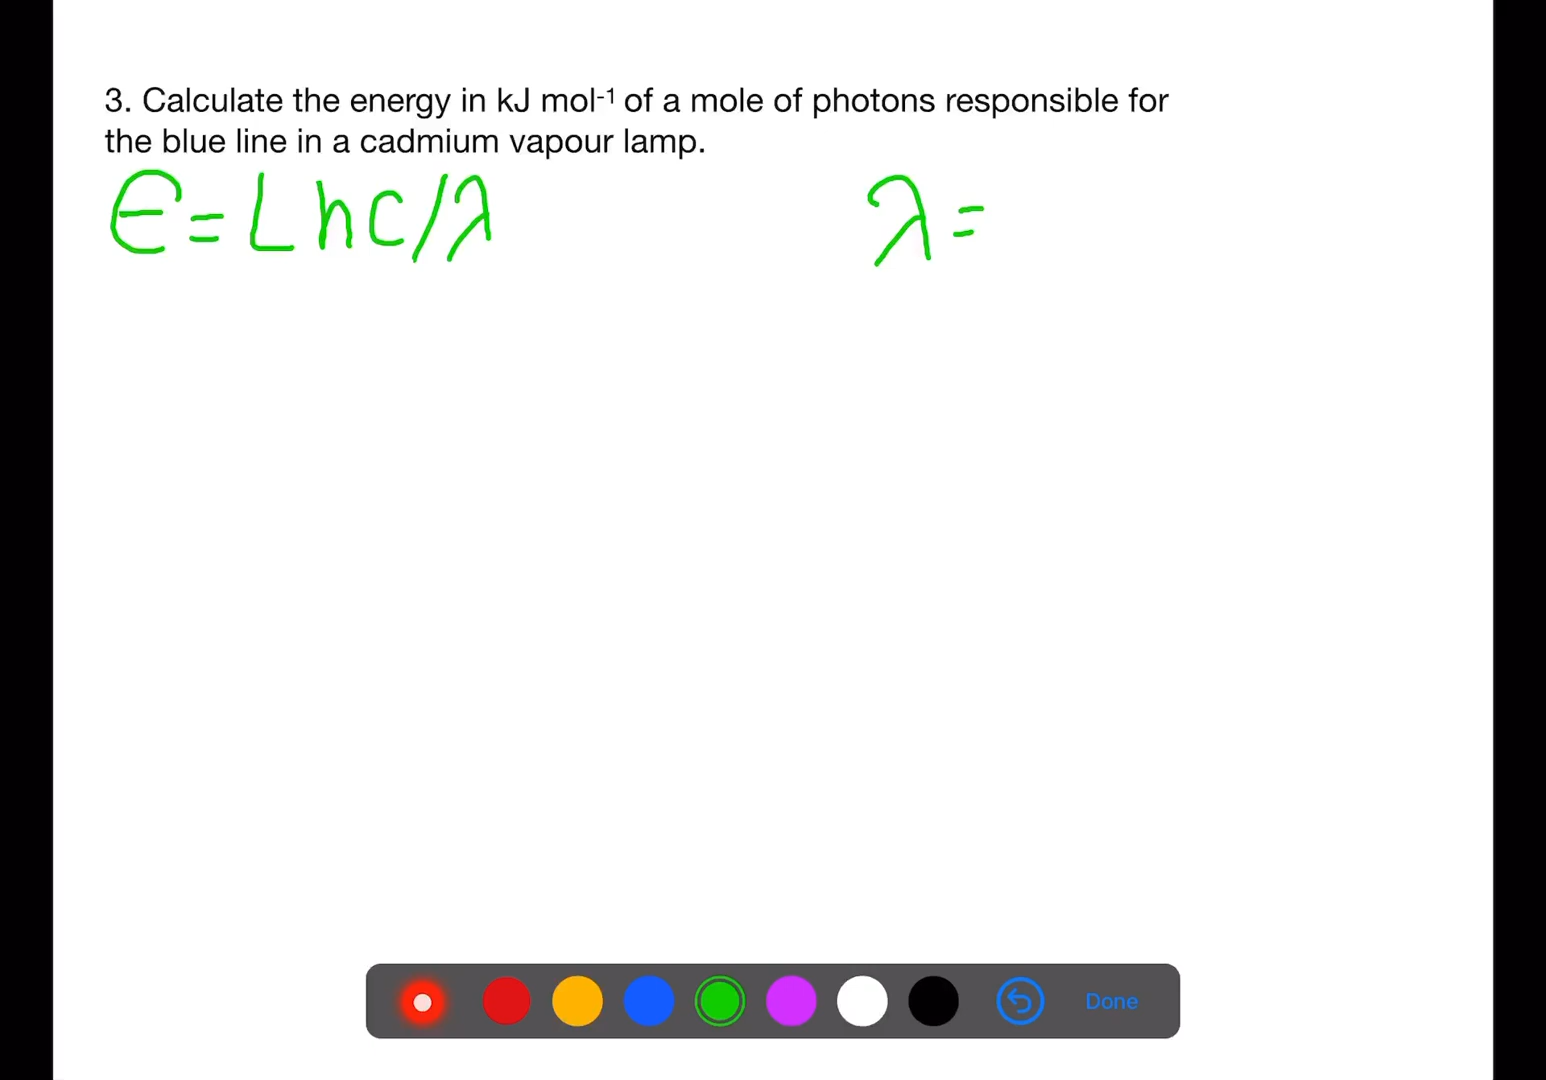 3. Calculate the energy in kJ mol⁻¹ of a mole of photons responsible for
the blue line in a cadmium vapour lamp.
E = Lhc/λ
λ =
Done